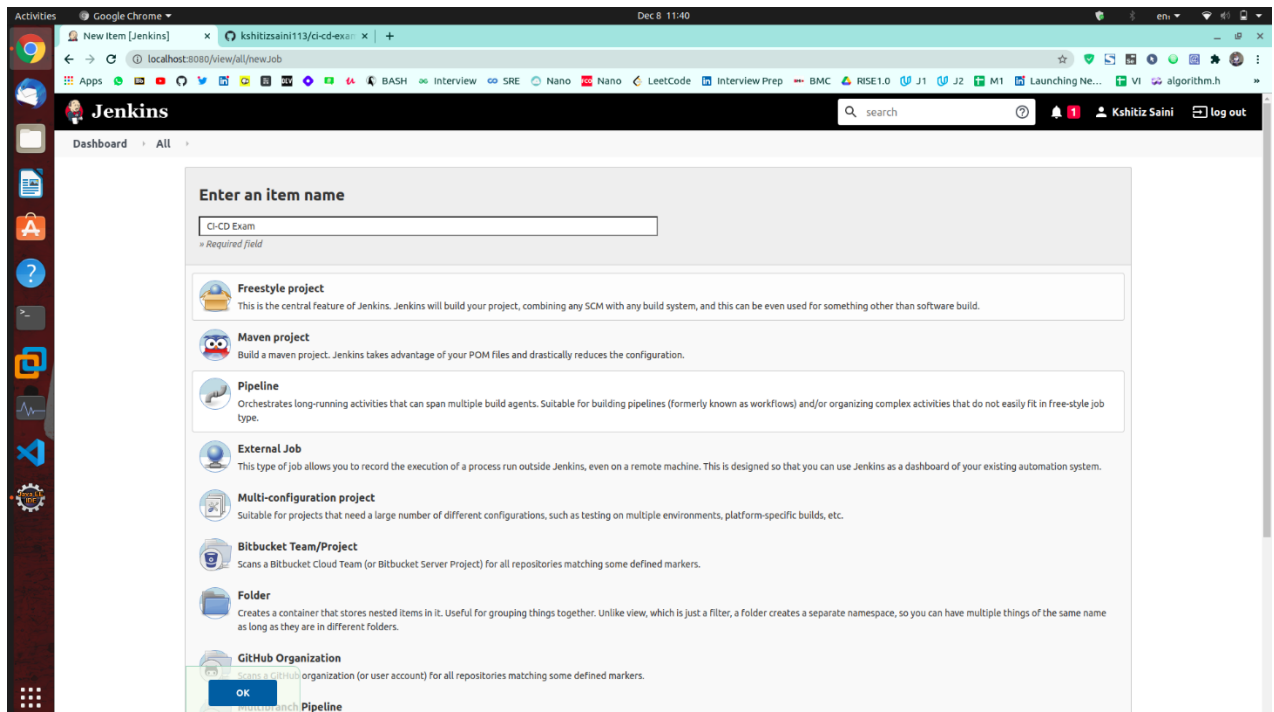 Activities Google Chrome Dec 8 11:40 en₁
New Item [Jenkins] kshitizsaini113/ci-cd-exam
localhost:8080/view/all/newJob
Apps BASH Interview SRE Nano Nano LeetCode Interview Prep BMC RISE1.0 J1 J2 M1 Launching Ne... VI algorithm.h »
Jenkins search 1 Kshitiz Saini log out
Dashboard All
Enter an item name
CI-CD Exam
» Required field
Freestyle project
This is the central feature of Jenkins. Jenkins will build your project, combining any SCM with any build system, and this can be even used for something other than software build.
Maven project
Build a maven project. Jenkins takes advantage of your POM files and drastically reduces the configuration.
Pipeline
Orchestrates long-running activities that can span multiple build agents. Suitable for building pipelines (formerly known as workflows) and/or organizing complex activities that do not easily fit in free-style job
type.
External Job
This type of job allows you to record the execution of a process run outside Jenkins, even on a remote machine. This is designed so that you can use Jenkins as a dashboard of your existing automation system.
Multi-configuration project
Suitable for projects that need a large number of different configurations, such as testing on multiple environments, platform-specific builds, etc.
Bitbucket Team/Project
Scans a Bitbucket Cloud Team (or Bitbucket Server Project) for all repositories matching some defined markers.
Folder
Creates a container that stores nested items in it. Useful for grouping things together. Unlike view, which is just a filter, a folder creates a separate namespace, so you can have multiple things of the same name
as long as they are in different folders.
GitHub Organization
Scans a GitHub organization (or user account) for all repositories matching some defined markers.
OK
Multibranch Pipeline